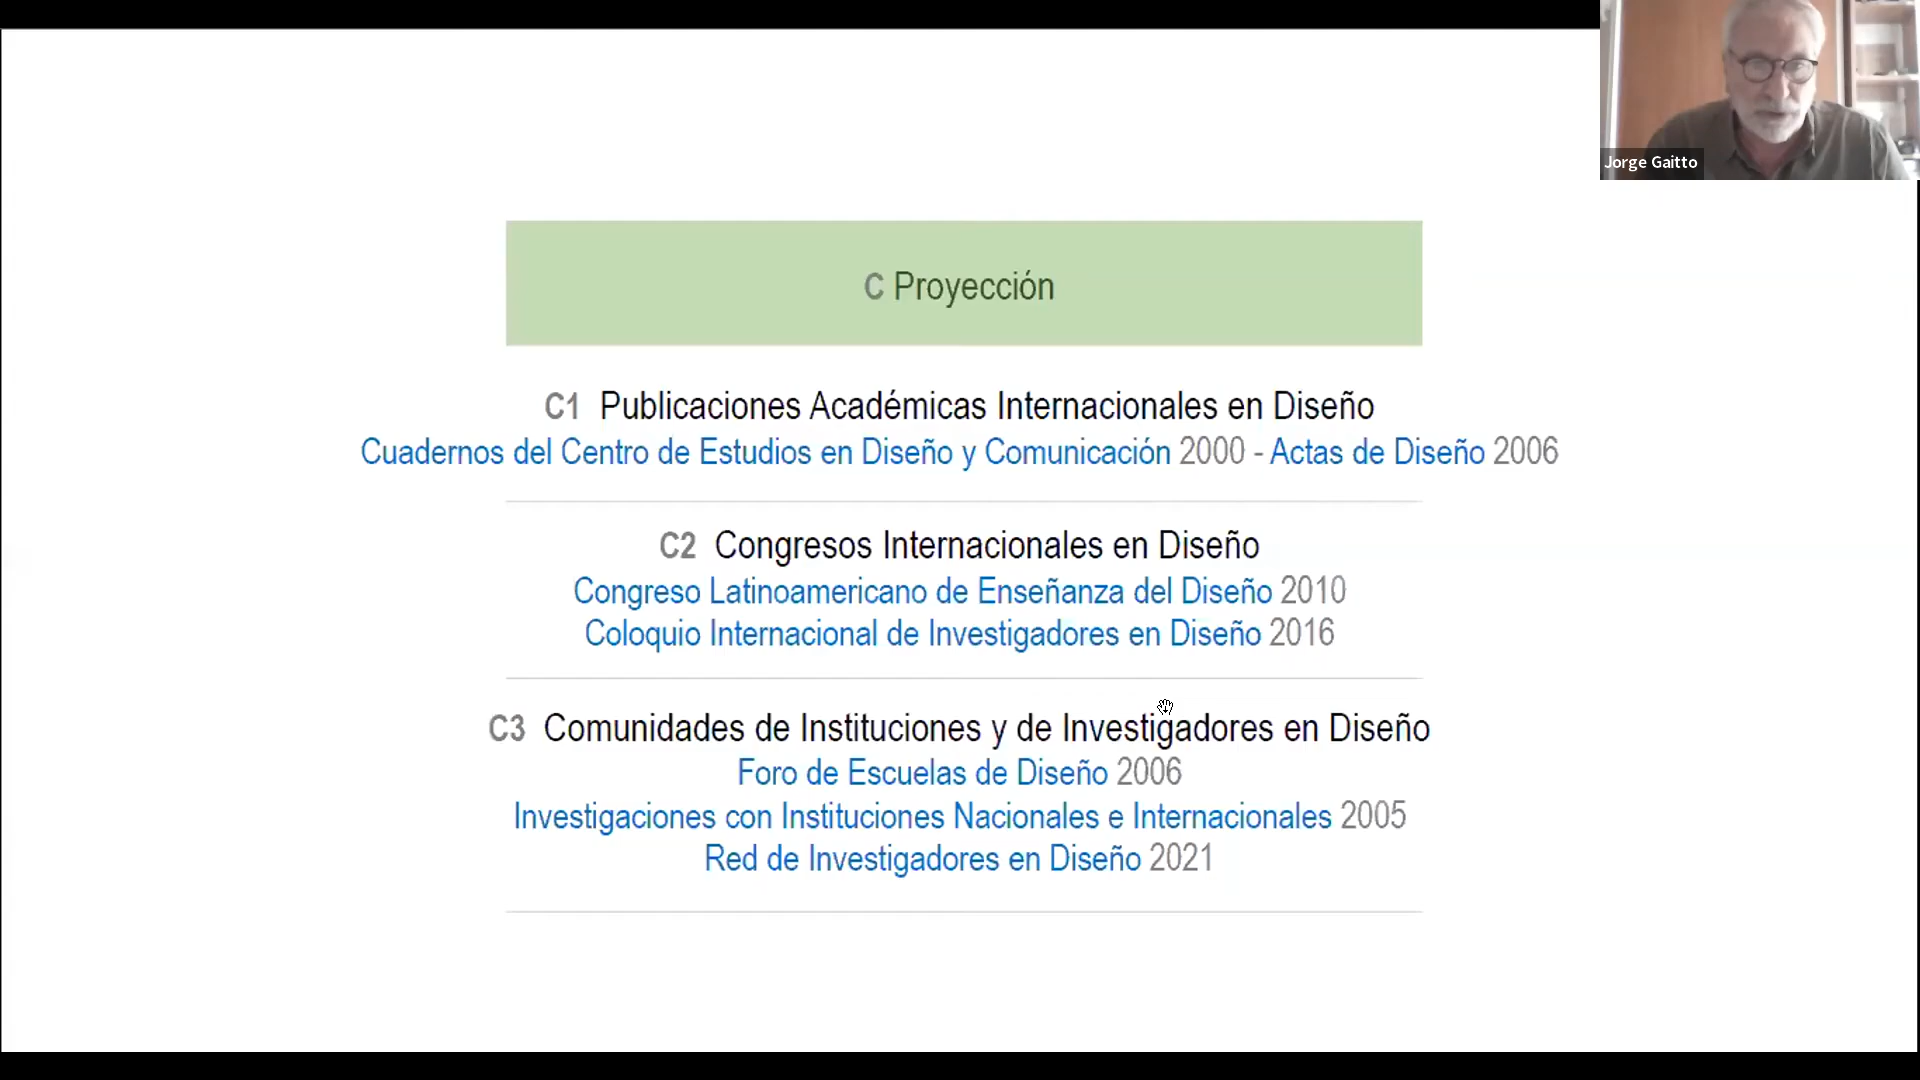 Jorge Gaitto
C Proyección
C1 Publicaciones Académicas Internacionales en Diseño
Cuadernos del Centro de Estudios en Diseño y Comunicación 2000 - Actas de Diseño 2006
C2 Congresos Internacionales en Diseño
Congreso Latinoamericano de Enseñanza del Diseño 2010
Coloquio Internacional de Investigadores en Diseño 2016
C3 Comunidades de Instituciones y de Investigadores en Diseño
Foro de Escuelas de Diseño 2006
Investigaciones con Instituciones Nacionales e Internacionales 2005
Red de Investigadores en Diseño 2021